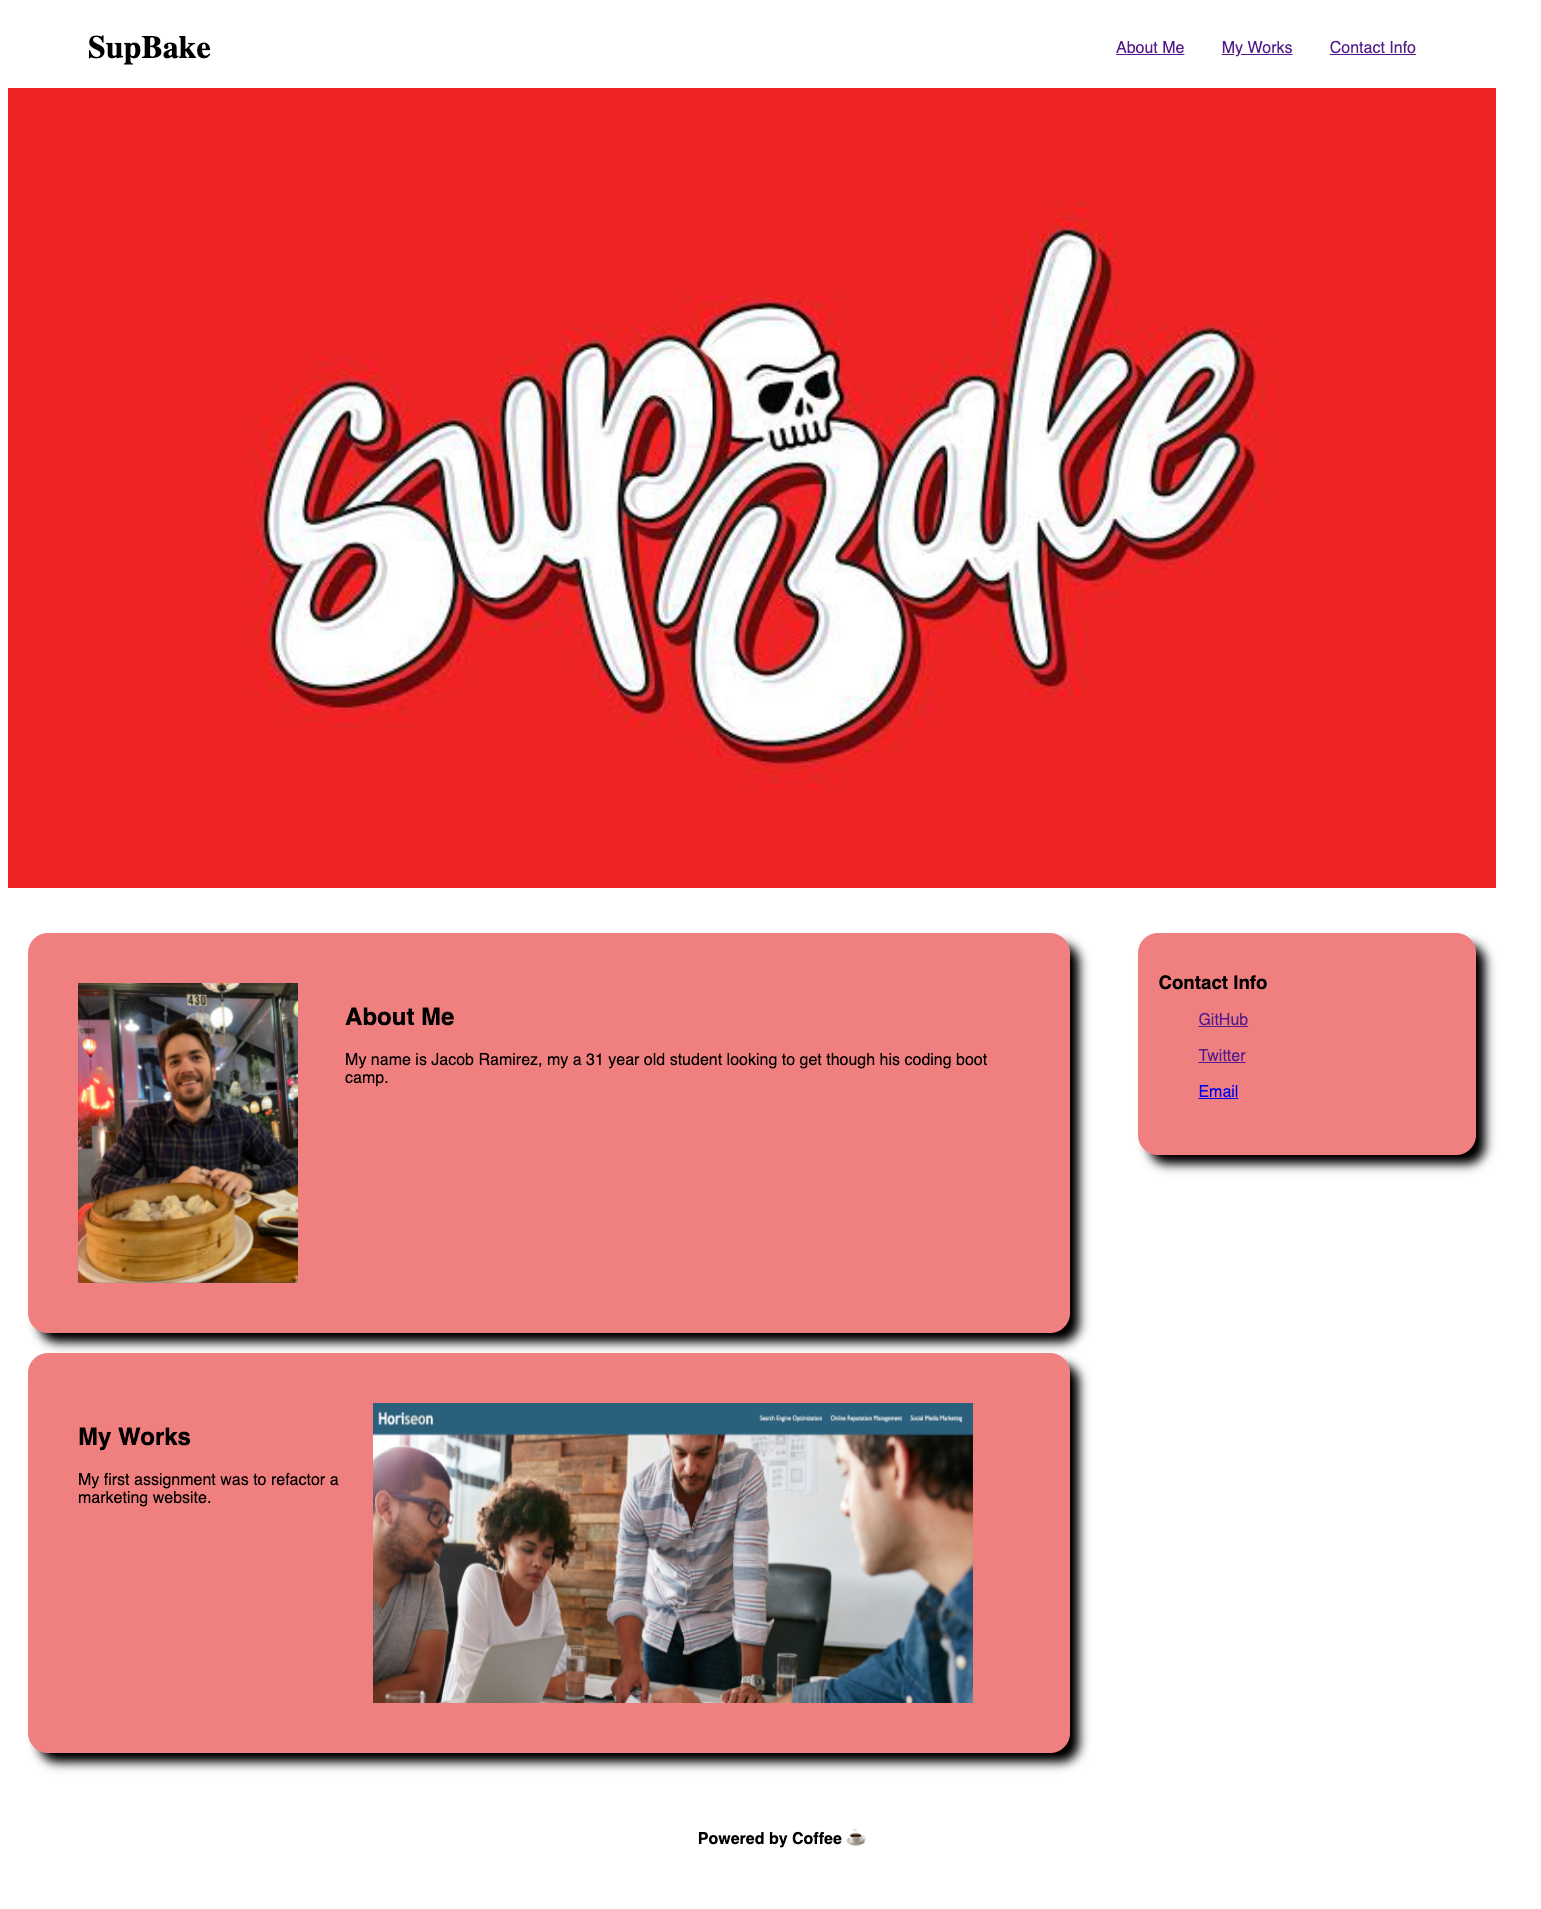 SupBake
About Me My Works Contact Info
SupBake
430
About Me
My name is Jacob Ramirez, my a 31 year old student looking to get though his coding boot
camp.
Contact Info
GitHub
Twitter
Email
My Works
My first assignment was to refactor a
marketing website.
Horiseon
Search Engine Optimization Online Reputation Management Social Media Marketing
Powered by Coffee ☕